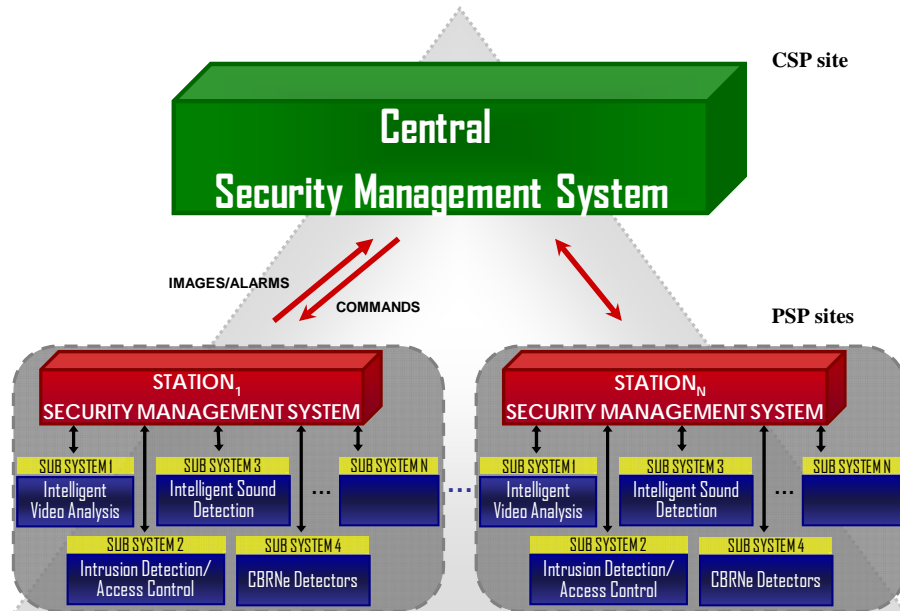 CSP site
Central
Security Management System
IMAGES/ALARMS
COMMANDS
PSP sites
STATION1
SECURITY MANAGEMENT SYSTEM
SUB SYSTEM 1
Intelligent
Video Analysis
SUB SYSTEM 3
Intelligent Sound
Detection
...
SUB SYSTEM N
SUB SYSTEM 2
Intrusion Detection/
Access Control
SUB SYSTEM 4
CBRNe Detectors
...
STATIONN
SECURITY MANAGEMENT SYSTEM
SUB SYSTEM 1
Intelligent
Video Analysis
SUB SYSTEM 3
Intelligent Sound
Detection
...
SUB SYSTEM N
SUB SYSTEM 2
Intrusion Detection/
Access Control
SUB SYSTEM 4
CBRNe Detectors